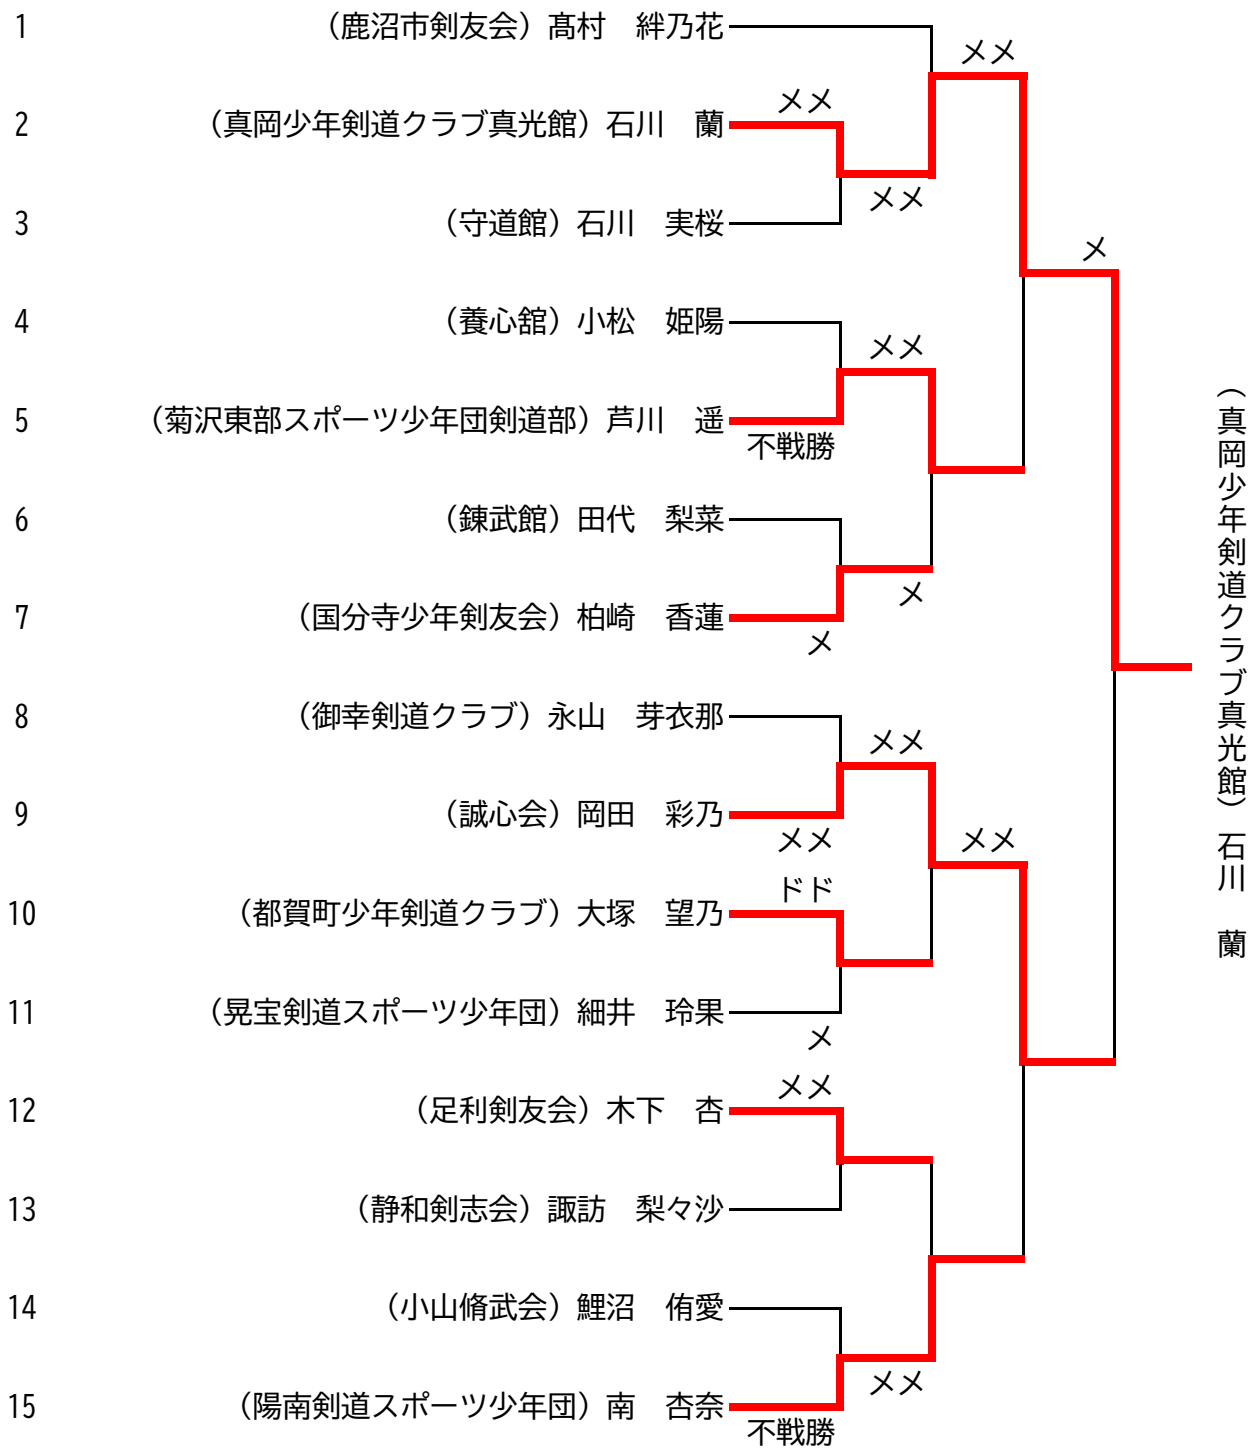 1 （鹿沼市剣友会）髙村　絆乃花
メメ
メメ
2 （真岡少年剣道クラブ真光館）石川　蘭
メメ
3 （守道館）石川　実桜
メ
4 （養心舘）小松　姫陽
メメ
5 （菊沢東部スポーツ少年団剣道部）芦川　遥
不戦勝
6 （錬武館）田代　梨菜
メ
7 （国分寺少年剣友会）柏崎　香蓮
メ
8 （御幸剣道クラブ）永山　芽衣那
メメ
9 （誠心会）岡田　彩乃
メメ
メメ
ドド
10 （都賀町少年剣道クラブ）大塚　望乃
11 （晃宝剣道スポーツ少年団）細井　玲果
メ
メメ
12 （足利剣友会）木下　杏
13 （静和剣志会）諏訪　梨々沙
14 （小山脩武会）鯉沼　侑愛
メメ
15 （陽南剣道スポーツ少年団）南　杏奈
不戦勝
（真岡少年剣道クラブ真光館）石川　蘭